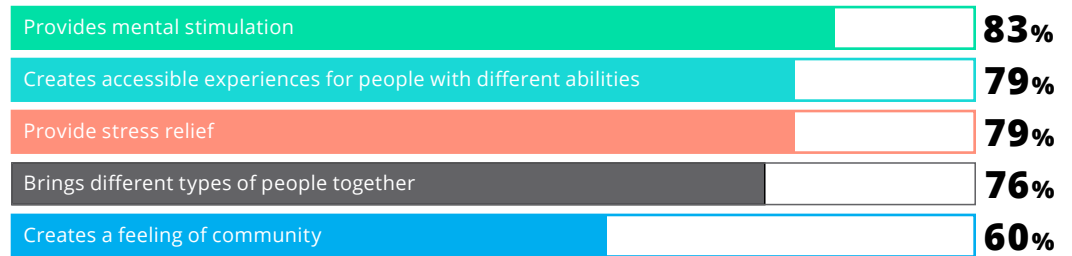 Provides mental stimulation 83%
Creates accessible experiences for people with different abilities 79%
Provide stress relief 79%
Brings different types of people together 76%
Creates a feeling of community 60%